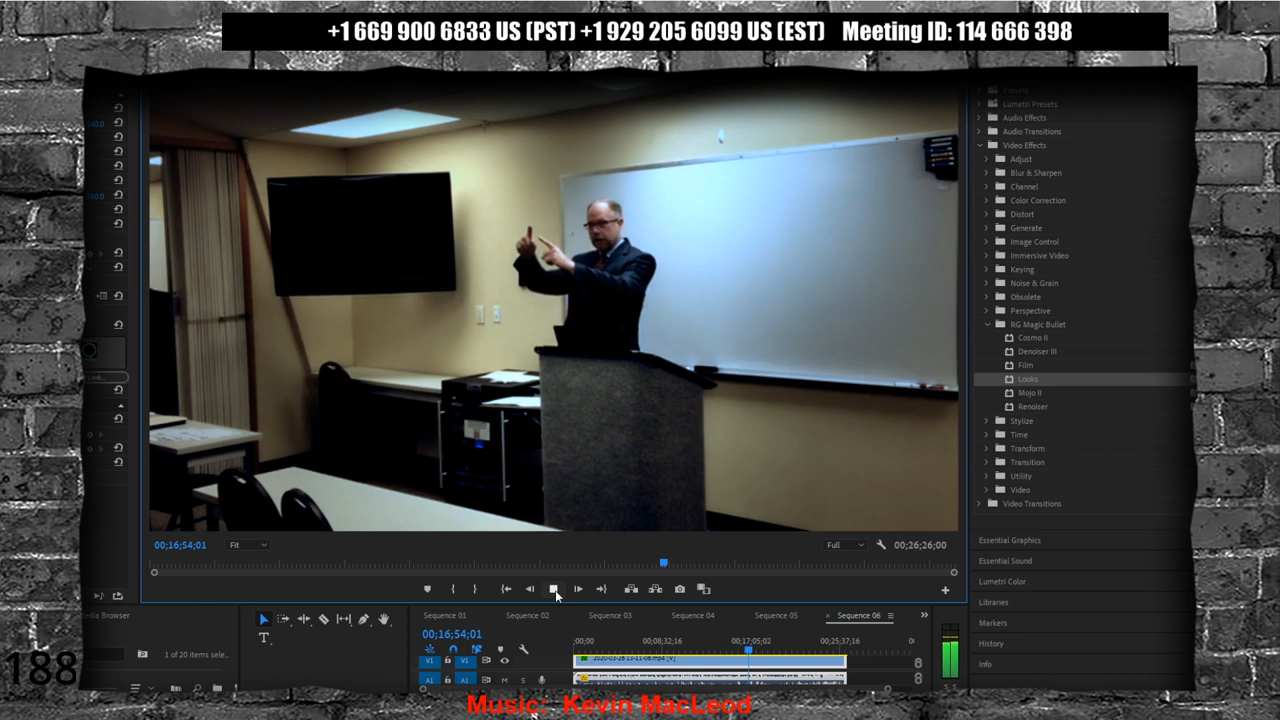 +1 669 900 6833 US (PST) +1 929 205 6099 US (EST) Meeting ID: 114 666 398
Presets
Lumetri Presets
Audio Effects
Audio Transitions
Video Effects
Adjust
Blur & Sharpen
Channel
Color Correction
Distort
Generate
Image Control
Immersive Video
Keying
Noise & Grain
Obsolete
Perspective
RG Magic Bullet
Cosmo II
Denoiser III
Film
Looks
Mojo II
Renoiser
Stylize
Time
Transform
Transition
Utility
Video
Video Transitions
Essential Graphics
Essential Sound
Lumetri Color
Libraries
Markers
History
Info
00;16;54;01
Fit
Full
00;26;26;00
Sequence 01
Sequence 02
Sequence 03
Sequence 04
Sequence 05
Sequence 06
00;16;54;01
;00;00
00;08;32;16
00;17;05;02
00;25;37;16
V1
V1
A1
A1
M
S
1 of 20 items sele...
188
Music: Kevin MacLeod